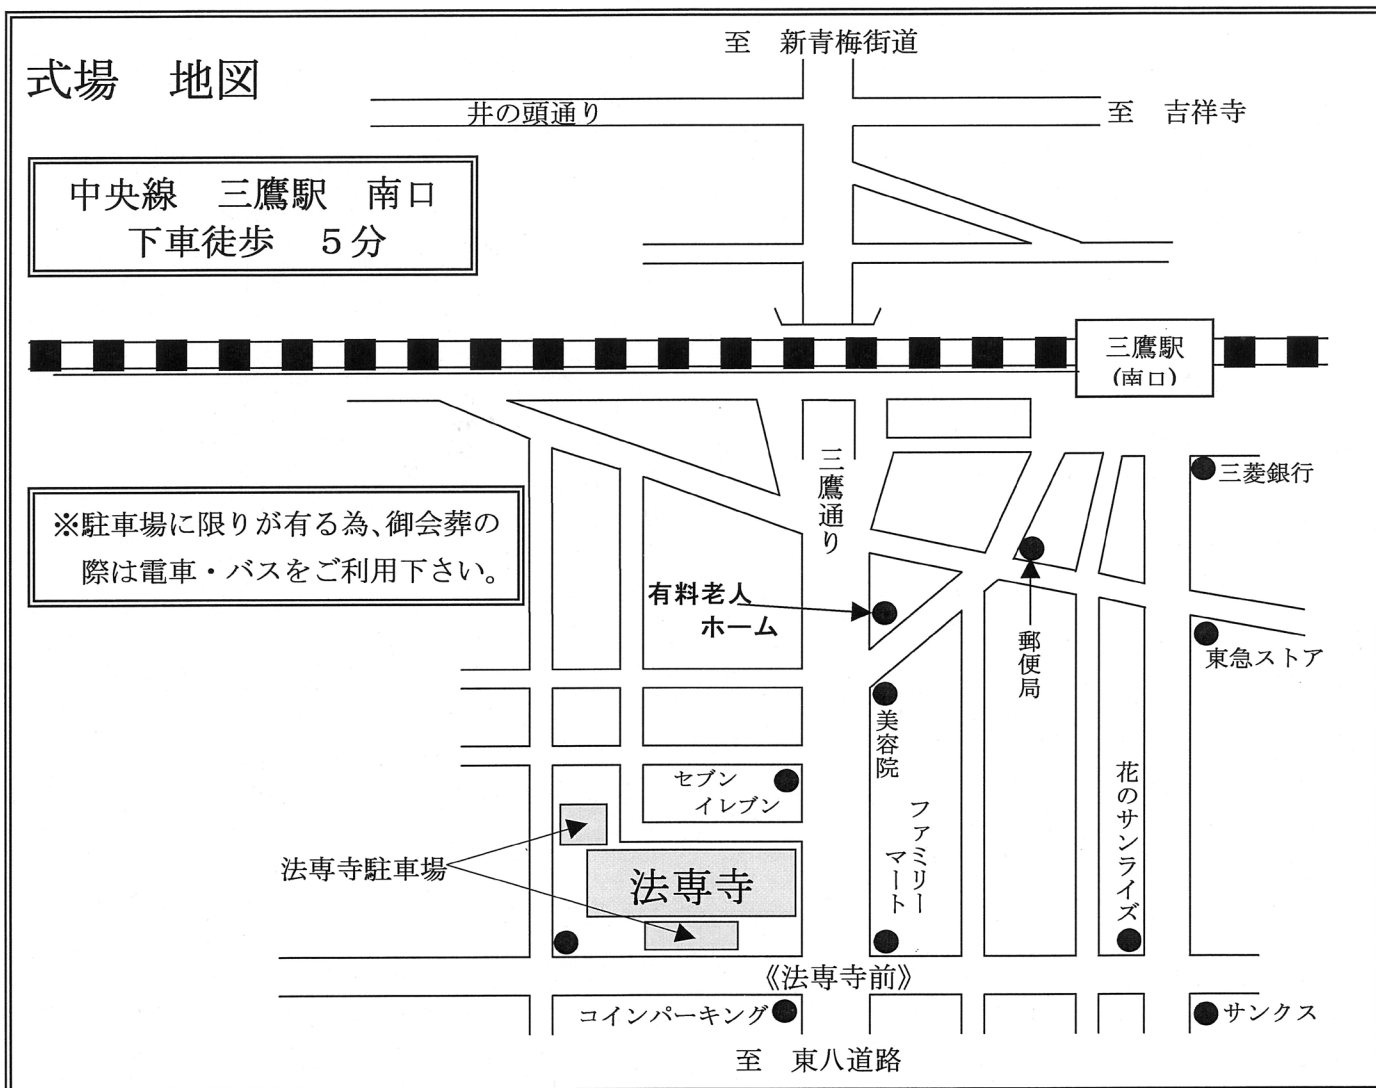 式場　地図
至　新青梅街道
井の頭通り
至　吉祥寺
中央線　三鷹駅　南口
下車徒歩　５分
三鷹駅
(南口)
三鷹通り
三菱銀行
※駐車場に限りが有る為、御会葬の
際は電車・バスをご利用下さい。
有料老人
ホーム
郵便局
東急ストア
美容院
セブン
イレブン
ファミリー
マート
花のサンライズ
法専寺駐車場
法専寺
《法専寺前》
コインパーキング
サンクス
至　東八道路